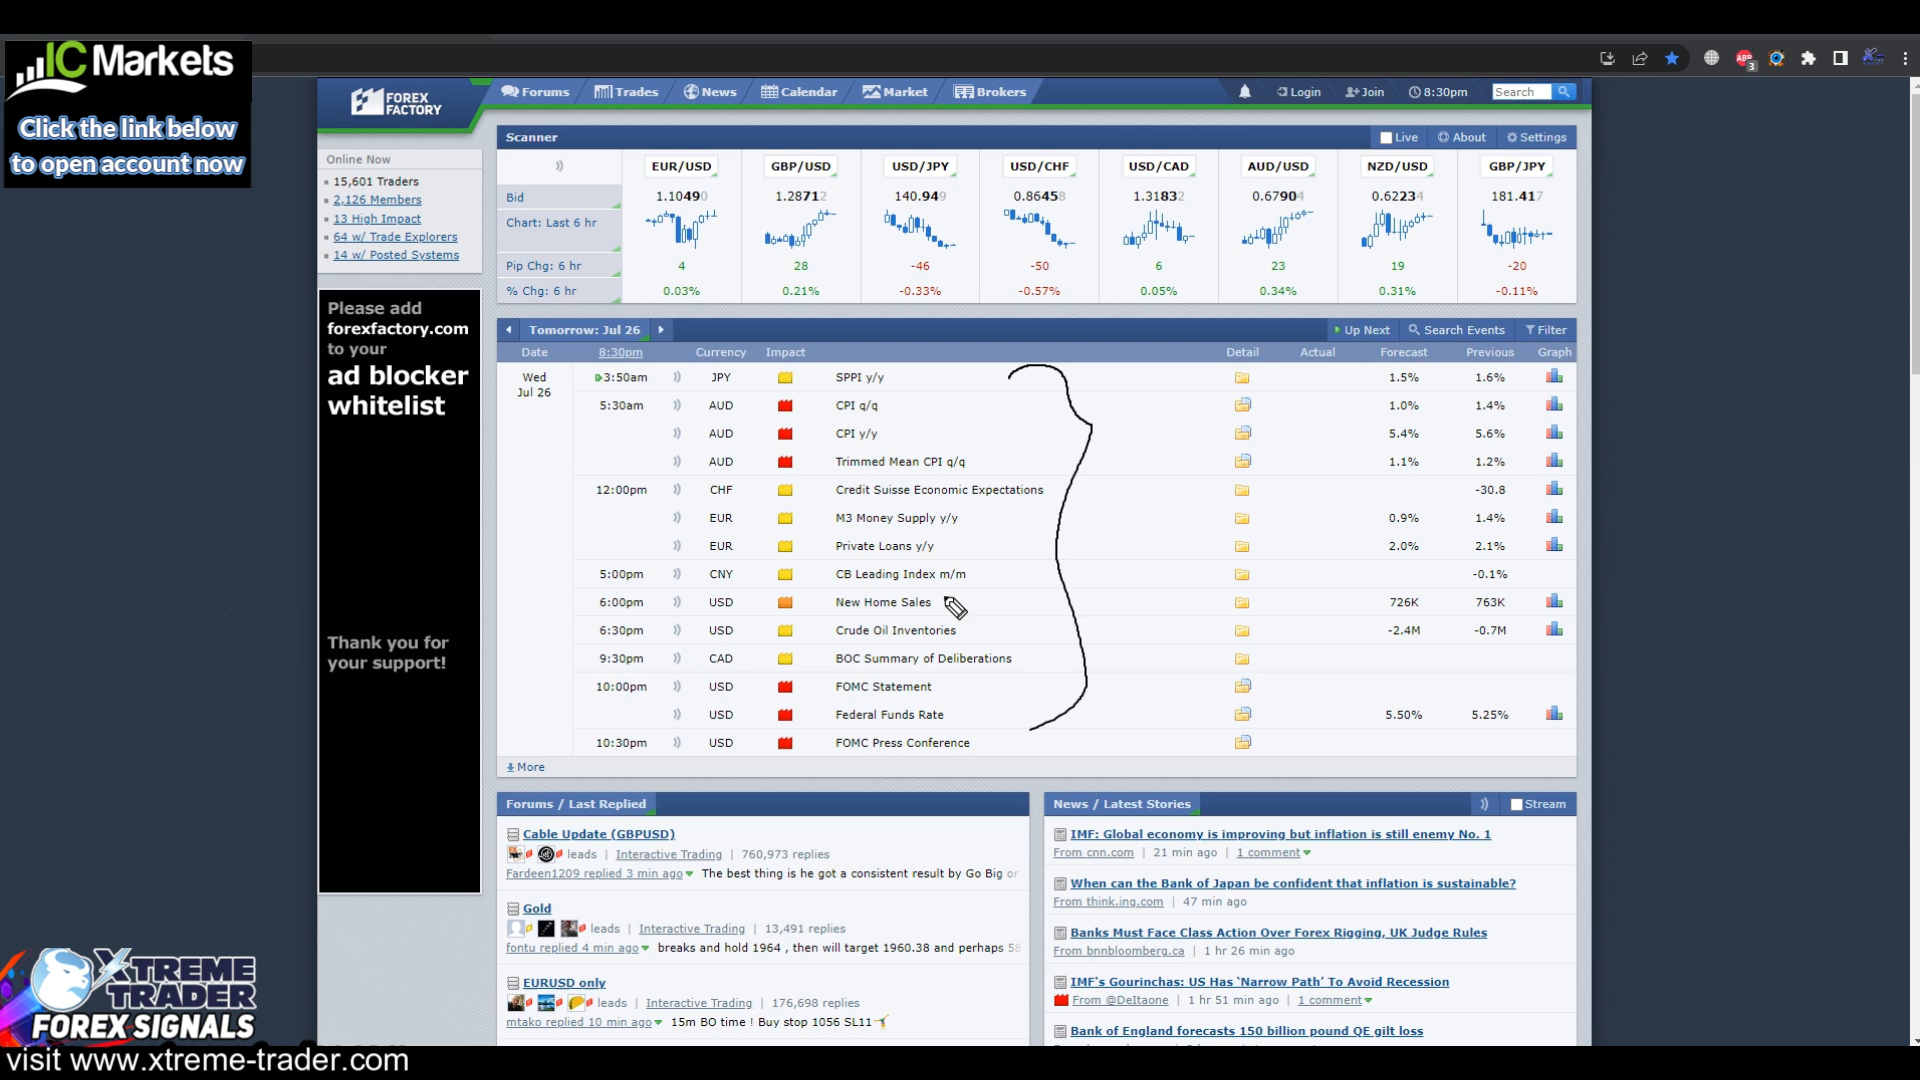 IC Markets
Click the link below
to open account now
FOREX
FACTORY
Forums
Trades
News
Calendar
Market
Brokers
Login
Join
8:30pm
Search
ABP
3
Online Now
15,601 Traders
2,126 Members
13 High Impact
64 w/ Trade Explorers
14 w/ Posted Systems
Please add
forexfactory.com
to your
ad blocker
whitelist
Thank you for
your support!
Scanner
Live
About
Settings
EUR/USD GBP/USD USD/JPY USD/CHF USD/CAD AUD/USD NZD/USD GBP/JPY
Bid 1.10490 1.28712 140.949 0.86458 1.31832 0.67904 0.62234 181.417
Chart: Last 6 hr
Pip Chg: 6 hr 4 28 -46 -50 6 23 19 -20
% Chg: 6 hr 0.03% 0.21% -0.33% -0.57% 0.05% 0.34% 0.31% -0.11%
Tomorrow: Jul 26
Up Next
Search Events
Filter
Date 8:30pm Currency Impact Detail Actual Forecast Previous Graph
Wed
Jul 26
3:50am JPY SPPI y/y 1.5% 1.6%
5:30am AUD CPI q/q 1.0% 1.4%
AUD CPI y/y 5.4% 5.6%
AUD Trimmed Mean CPI q/q 1.1% 1.2%
12:00pm CHF Credit Suisse Economic Expectations -30.8
EUR M3 Money Supply y/y 0.9% 1.4%
EUR Private Loans y/y 2.0% 2.1%
5:00pm CNY CB Leading Index m/m -0.1%
6:00pm USD New Home Sales 726K 763K
6:30pm USD Crude Oil Inventories -2.4M -0.7M
9:30pm CAD BOC Summary of Deliberations
10:00pm USD FOMC Statement
USD Federal Funds Rate 5.50% 5.25%
10:30pm USD FOMC Press Conference
More
Forums / Last Replied
Cable Update (GBPUSD)
leads | Interactive Trading | 760,973 replies
Fardeen1209 replied 3 min ago The best thing is he got a consistent result by Go Big or
Gold
leads | Interactive Trading | 13,491 replies
fontu replied 4 min ago breaks and hold 1964 , then will target 1960.38 and perhaps 58
EURUSD only
leads | Interactive Trading | 176,698 replies
mtako replied 10 min ago 15m BO time ! Buy stop 1056 SL11
News / Latest Stories
Stream
IMF: Global economy is improving but inflation is still enemy No. 1
From cnn.com | 21 min ago | 1 comment
When can the Bank of Japan be confident that inflation is sustainable?
From think.ing.com | 47 min ago
Banks Must Face Class Action Over Forex Rigging, UK Judge Rules
From bnnbloomberg.ca | 1 hr 26 min ago
IMF's Gourinchas: US Has 'Narrow Path' To Avoid Recession
From @DeItaone | 1 hr 51 min ago | 1 comment
Bank of England forecasts 150 billion pound QE gilt loss
XTREME
TRADER
FOREX SIGNALS
visit www.xtreme-trader.com